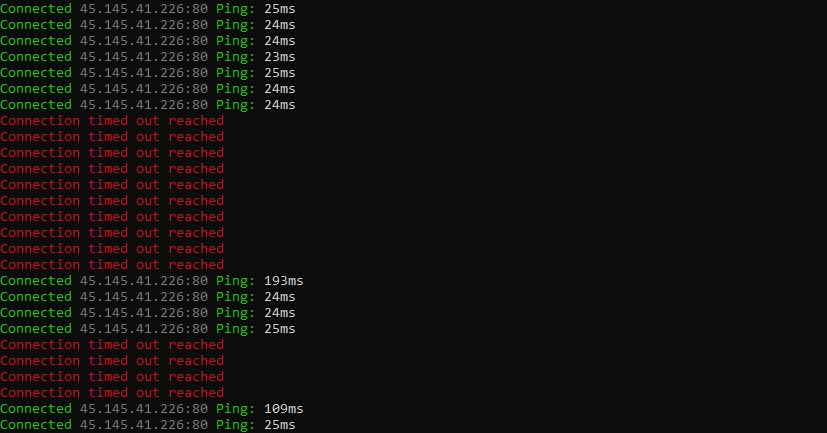 Connected 45.145.41.226:80 Ping: 25ms
Connected 45.145.41.226:80 Ping: 24ms
Connected 45.145.41.226:80 Ping: 24ms
Connected 45.145.41.226:80 Ping: 23ms
Connected 45.145.41.226:80 Ping: 25ms
Connected 45.145.41.226:80 Ping: 24ms
Connected 45.145.41.226:80 Ping: 24ms
Connection timed out reached
Connection timed out reached
Connection timed out reached
Connection timed out reached
Connection timed out reached
Connection timed out reached
Connection timed out reached
Connection timed out reached
Connection timed out reached
Connection timed out reached
Connected 45.145.41.226:80 Ping: 193ms
Connected 45.145.41.226:80 Ping: 24ms
Connected 45.145.41.226:80 Ping: 24ms
Connected 45.145.41.226:80 Ping: 25ms
Connection timed out reached
Connection timed out reached
Connection timed out reached
Connection timed out reached
Connected 45.145.41.226:80 Ping: 109ms
Connected 45.145.41.226:80 Ping: 25ms